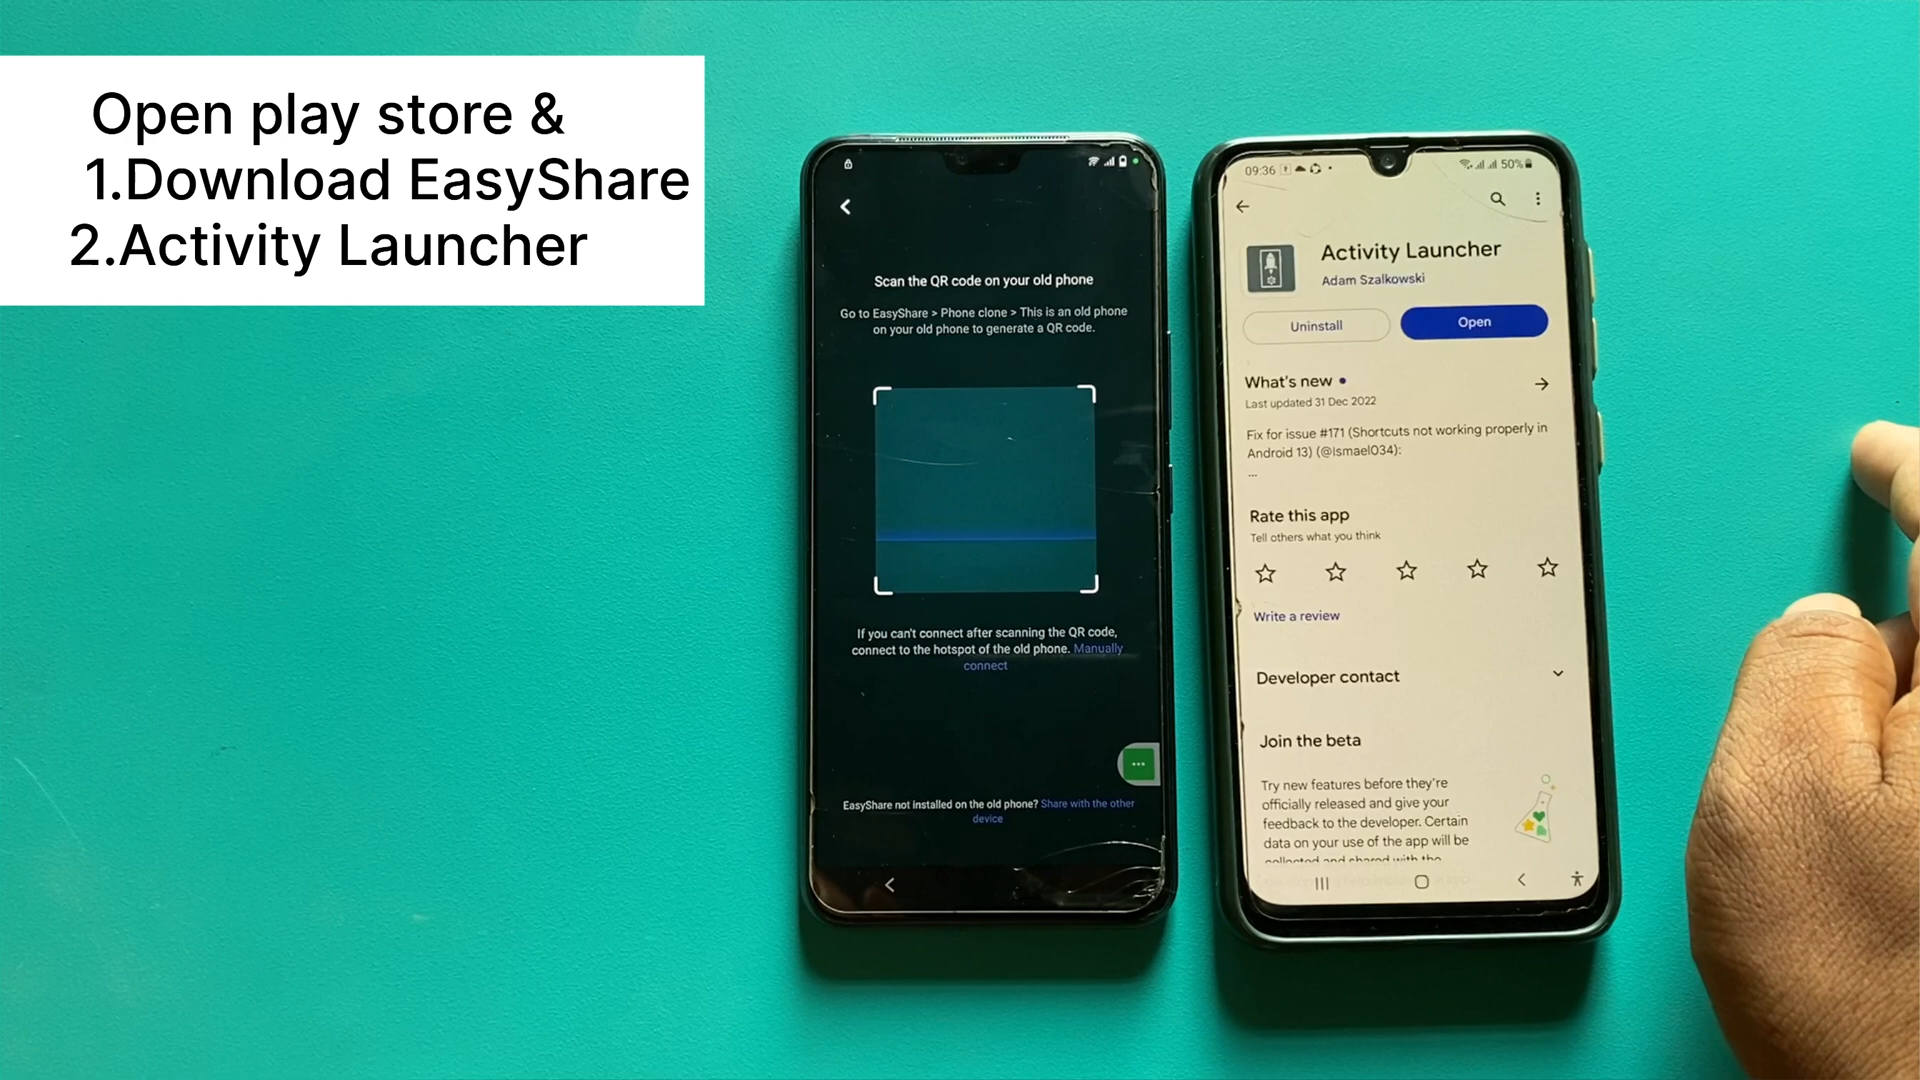 Open play store &
1.Download EasyShare
2.Activity Launcher
Scan the QR code on your old phone
Go to EasyShare > Phone clone > This is an old phone
on your old phone to generate a QR code.
If you can't connect after scanning the QR code,
connect to the hotspot of the old phone. Manually
connect
EasyShare not installed on the old phone? Share with the other
device
09:36
50%
Activity Launcher
Adam Szalkowski
Uninstall
Open
What's new •
Last updated 31 Dec 2022
Fix for issue #171 (Shortcuts not working properly in
Android 13) (@Ismael034):
...
Rate this app
Tell others what you think
Write a review
Developer contact
Join the beta
Try new features before they're
officially released and give your
feedback to the developer. Certain
data on your use of the app will be
collected and shared with the